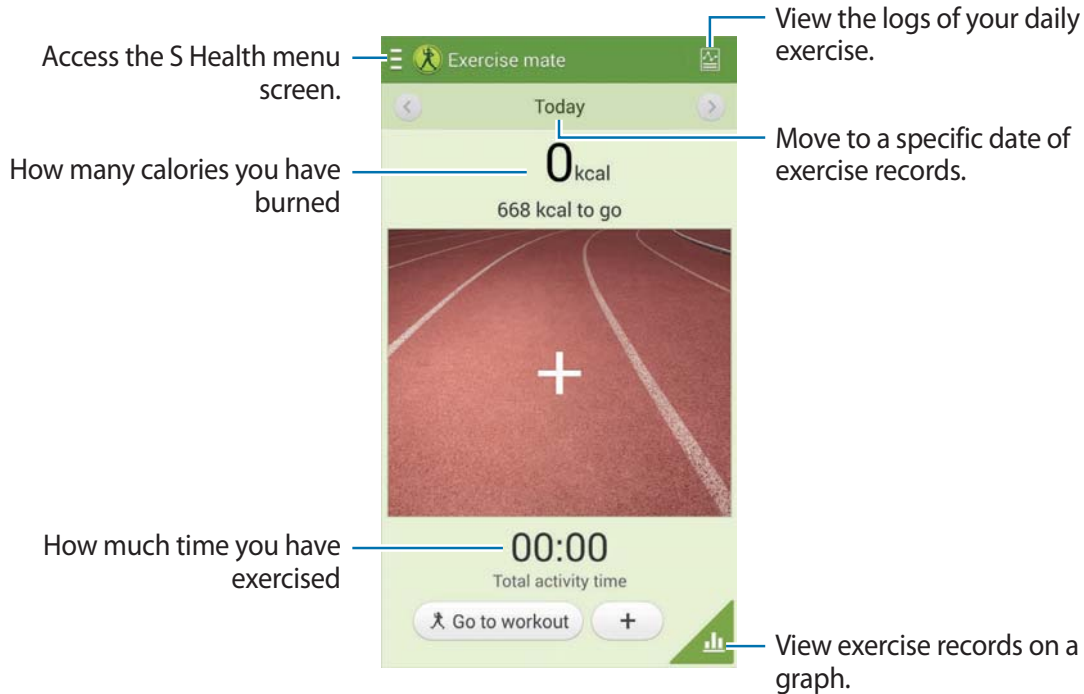 View the logs of your daily
exercise.
Access the S Health menu
screen.
Exercise mate
Today
Move to a specific date of
exercise records.
0 kcal
How many calories you have
burned
668 kcal to go
How much time you have
exercised
00:00
Total activity time
Go to workout
+
View exercise records on a
graph.